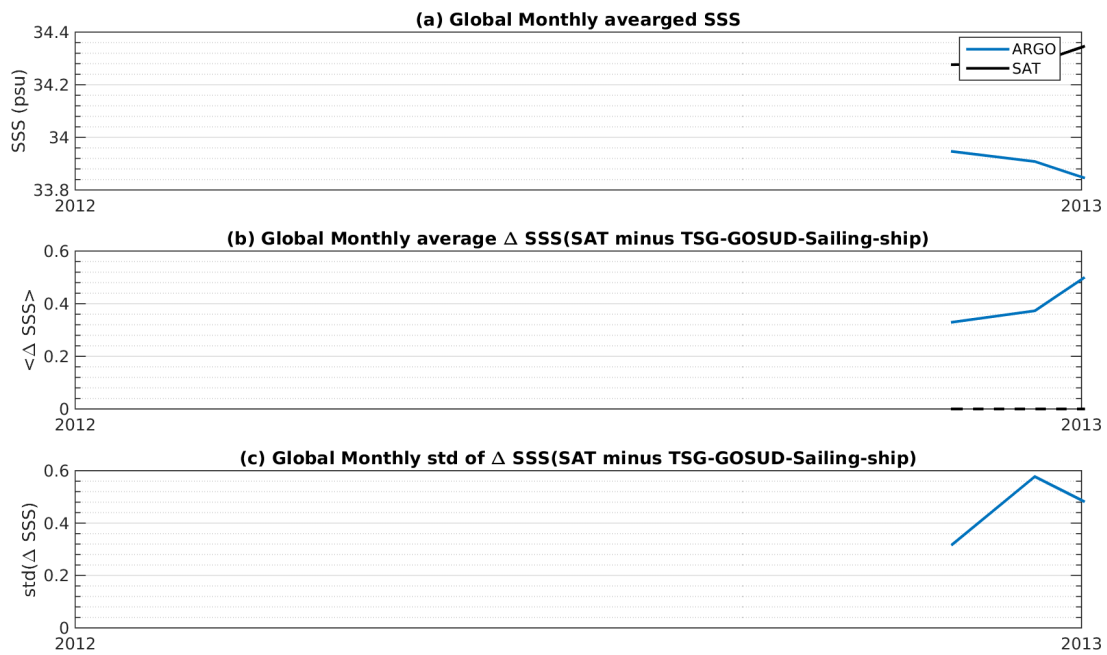 (a) Global Monthly avearged SSS
34.4
34.2
34
33.8
SSS (psu)
ARGO
SAT
2012
2013
(b) Global Monthly average Δ SSS(SAT minus TSG-GOSUD-Sailing-ship)
0.6
0.4
0.2
0
<Δ SSS>
2012
2013
(c) Global Monthly std of Δ SSS(SAT minus TSG-GOSUD-Sailing-ship)
0.6
0.4
0.2
0
std(Δ SSS)
2012
2013